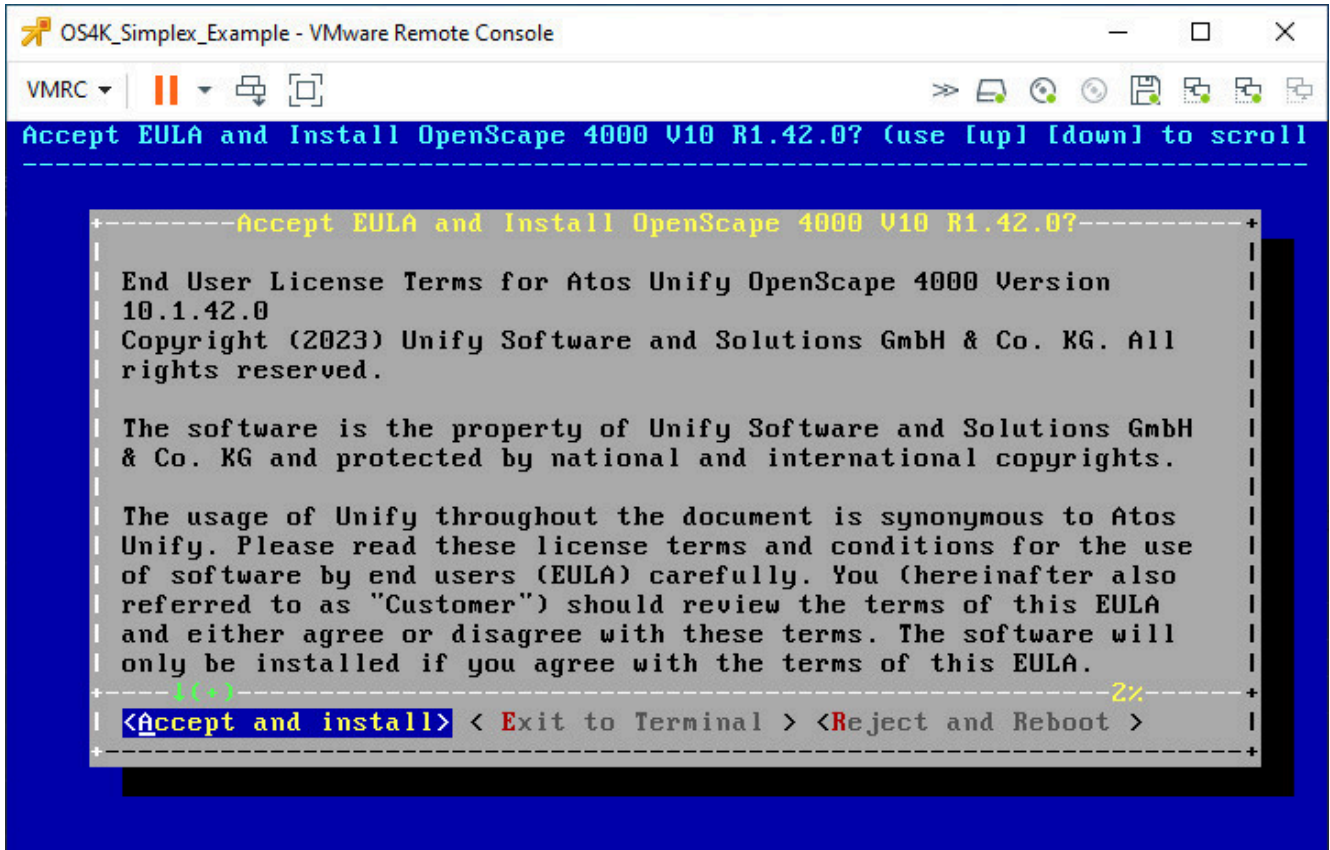 OS4K_Simplex_Example - VMware Remote Console
VMRC
Accept EULA and Install OpenScape 4000 V10 R1.42.0? (use [up] [down] to scroll
Accept EULA and Install OpenScape 4000 V10 R1.42.0?
End User License Terms for Atos Unify OpenScape 4000 Version
10.1.42.0
Copyright (2023) Unify Software and Solutions GmbH & Co. KG. All
rights reserved.
The software is the property of Unify Software and Solutions GmbH
& Co. KG and protected by national and international copyrights.
The usage of Unify throughout the document is synonymous to Atos
Unify. Please read these license terms and conditions for the use
of software by end users (EULA) carefully. You (hereinafter also
referred to as "Customer") should review the terms of this EULA
and either agree or disagree with these terms. The software will
only be installed if you agree with the terms of this EULA.
↓(+) 2%
<Accept and install> < Exit to Terminal > <Reject and Reboot >